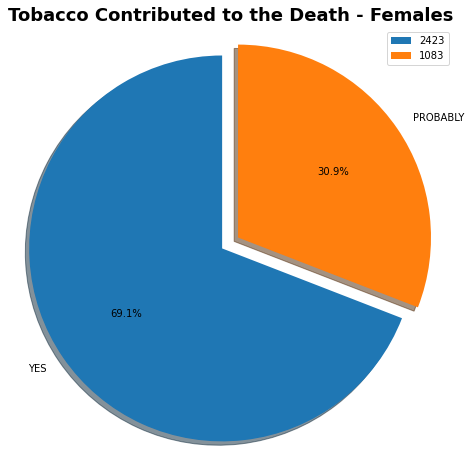 Tobacco Contributed to the Death - Females
2423
1083
PROBABLY
30.9%
69.1%
YES